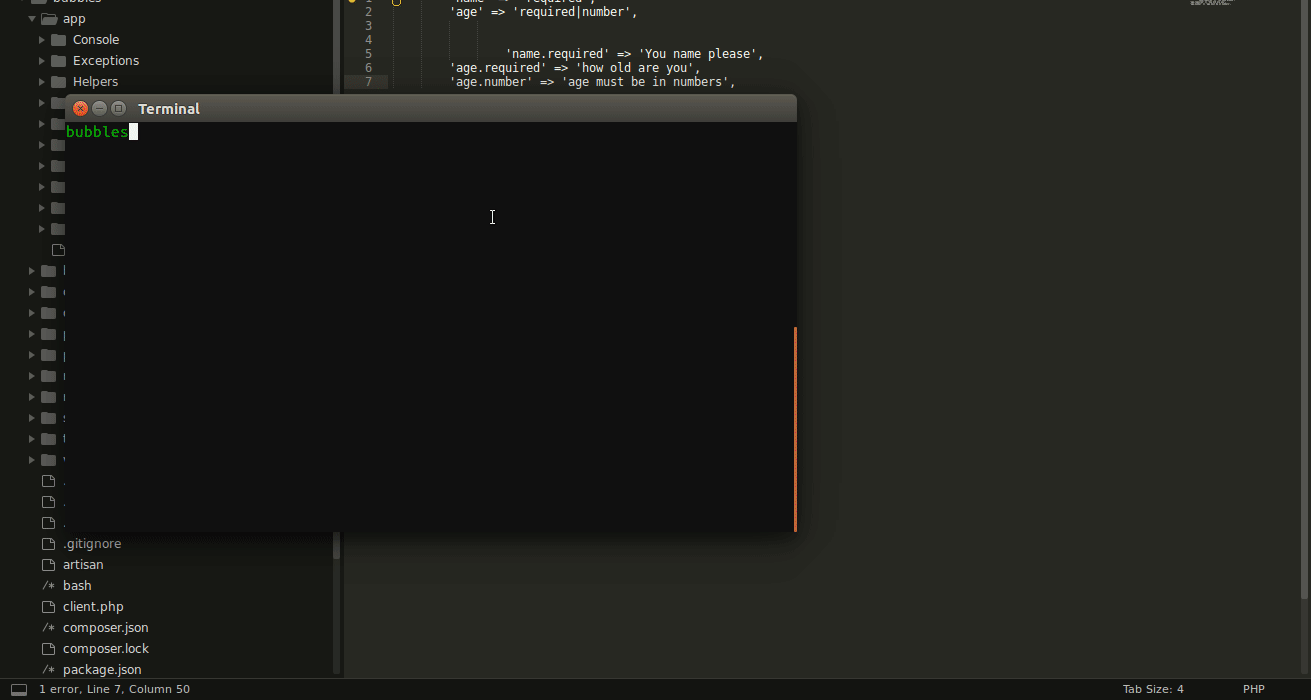 bubbles
app
Console
Exceptions
Helpers
.gitignore
artisan
/* bash
client.php
/* composer.json
composer.lock
/* package.json
1
2 'age' => 'required|number',
3
4
5 'name.required' => 'You name please',
6 'age.required' => 'how old are you',
7 'age.number' => 'age must be in numbers',
Terminal
bubbles
1 error, Line 7, Column 50
Tab Size: 4
PHP